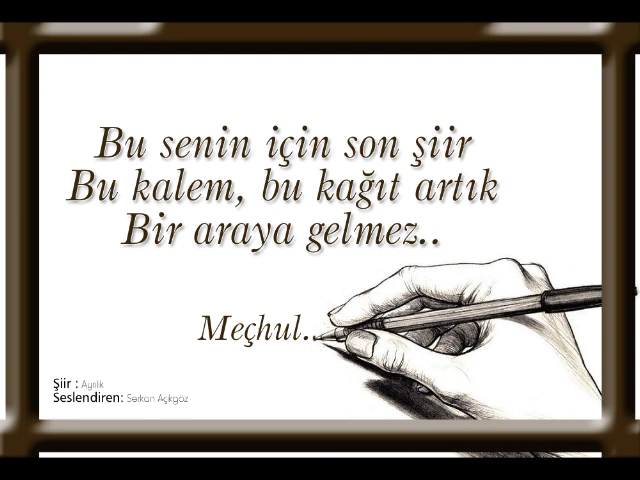 Bu senin için son şiir
Bu kalem, bu kağıt artık
Bir araya gelmez..
Meçhul...
Şiir : Ayrılık
Seslendiren: Serkan Açıkgöz